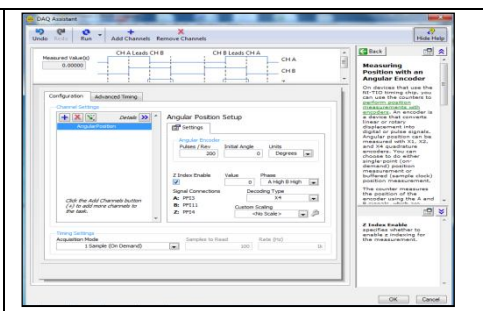 DAQ Assistant
Undo Redo Run Add Channels Remove Channels Hide Help
Measured Value(s)
0.00000
CH A Leads CH B CH B Leads CH A
CH A
CH B
Configuration Advanced Timing
Channel Settings
Details >>
AngularPosition
Click the Add Channels button
(+) to add more channels to
the task.
Angular Position Setup
Settings
Angular Encoder
Pulses / Rev Initial Angle Units
200 0 Degrees
Z Index Enable Value Phase
0 A High B High
Signal Connections Decoding Type
A: PFI3 X4
B: PFI11 Custom Scaling
Z: PFI4 <No Scale>
Timing Settings
Acquisition Mode Samples to Read Rate (Hz)
1 Sample (On Demand) 100 1k
Back
Measuring
Position with an
Angular Encoder
On devices that use the
NI-TIO timing chip, you
can use the counters to
perform position
measurements with
encoders. An encoder is
a device that converts
linear or rotary
displacement into
digital or pulse signals.
Angular position can be
measured with X1, X2,
and X4 quadrature
encoders. You can
choose to do either
single-point (on-
demand) position
measurement or
buffered (sample clock)
position measurement.
The counter measures
the position of the
encoder using the A and
Z Index Enable
specifies whether to
enable z indexing for
the measurement.
OK Cancel